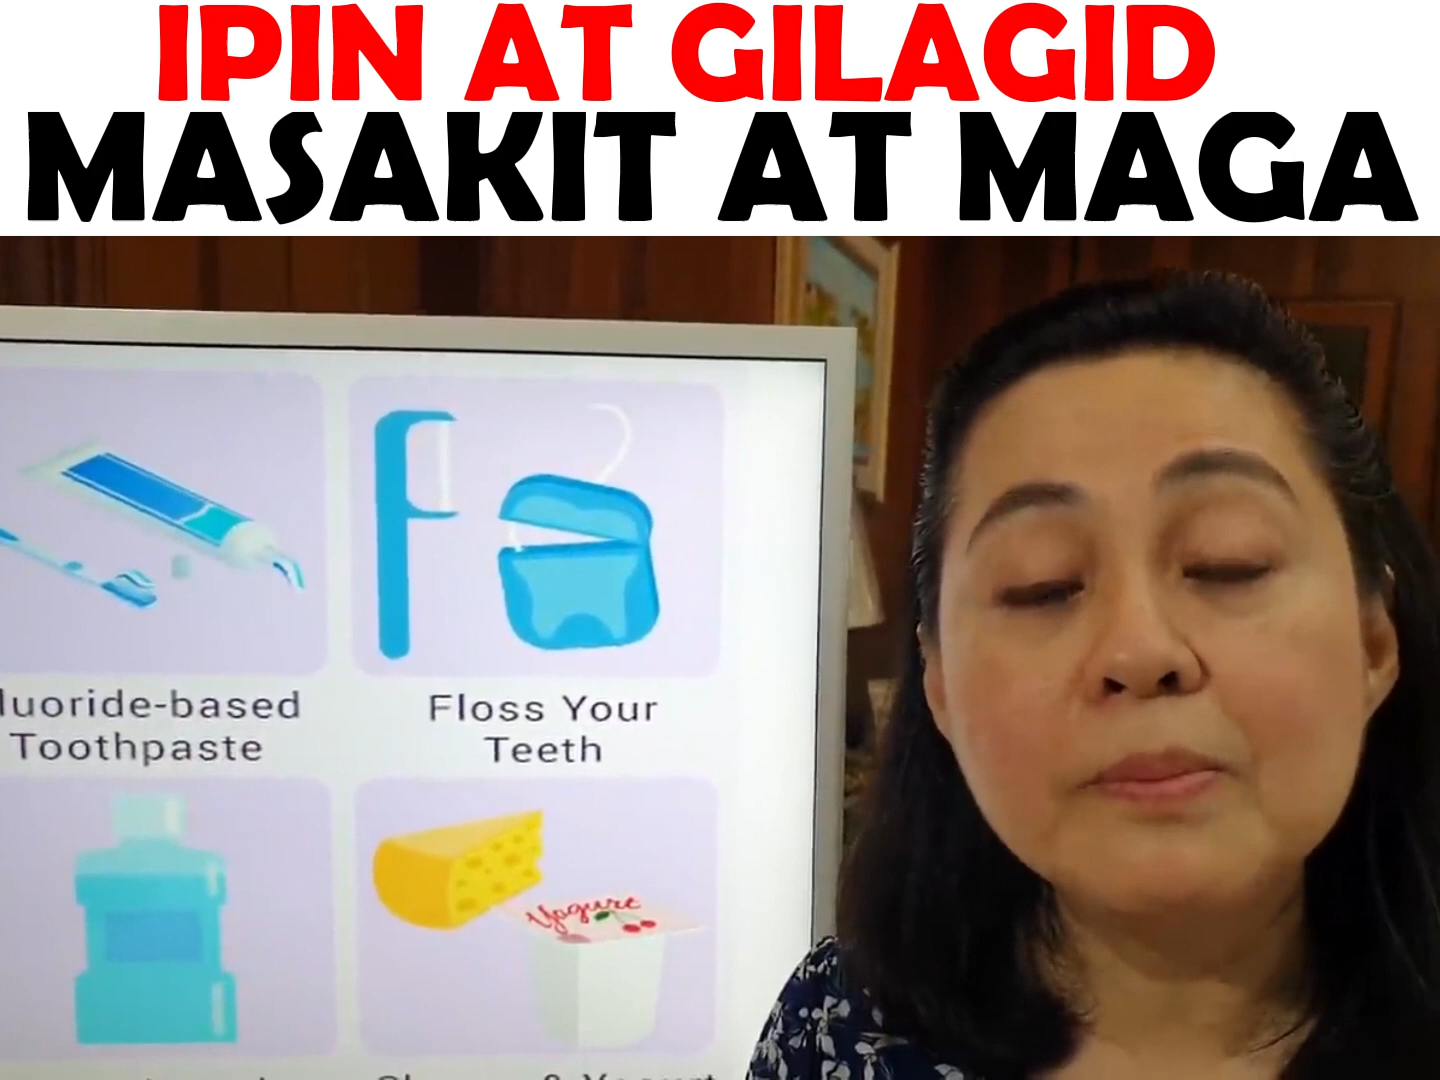 IPIN AT GILAGID
MASAKIT AT MAGA
luoride-based
Toothpaste
Floss Your
Teeth
Yogurt